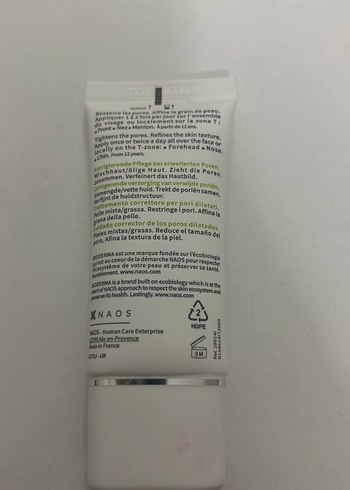 Resserre les pores. Affine le grain de peau.
Appliquer 1 à 2 fois par jour sur l'ensemble
du visage ou localement sur la zone T :
• Front • Nez • Menton. À partir de 12 ans.
Tightens the pores. Refines the skin texture.
Apply once or twice a day all over the face or
locally on the T-zone: • Forehead • Nose
• Chin. From 12 years.
Korrigierende Pflege bei erweiterten Poren,
Mischhaut/ölige Haut. Zieht die Poren
zusammen. Verfeinert das Hautbild.
Corrigerende verzorging van verwijde poriën,
gemengde/vette huid. Trekt de poriën samen,
verfijnt de huidstructuur.
Trattamento correttore per pori dilatati,
Pelle mista/grassa. Restringe i pori. Affina la
grana della pelle.
Cuidado corrector de los poros dilatados,
pieles mixtas/grasas. Reduce el tamaño del
poro, Afina la textura de la piel.
BIODERMA est une marque fondée sur l'écobiologie
au coeur de la démarche NAOS pour respecter
l'écosystème de votre peau et préserver sa santé.
Durablement. www.naos.com
BIODERMA is a brand built on ecobiology which is at the
heart of NAOS approach to respect the skin ecosystem and
preserve its health. Lastingly. www.naos.com
NAOS
NAOS - Human Care Enterprise
Aix-en-Provence
Made in France
2
HDPE